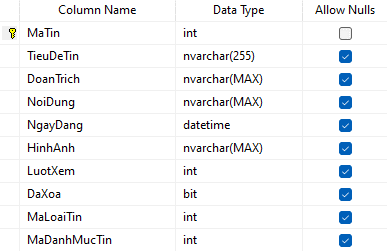 Column Name Data Type Allow Nulls
MaTin int
TieuDeTin nvarchar(255)
DoanTrich nvarchar(MAX)
NoiDung nvarchar(MAX)
NgayDang datetime
HinhAnh nvarchar(MAX)
LuotXem int
DaXoa bit
MaLoaiTin int
MaDanhMucTin int